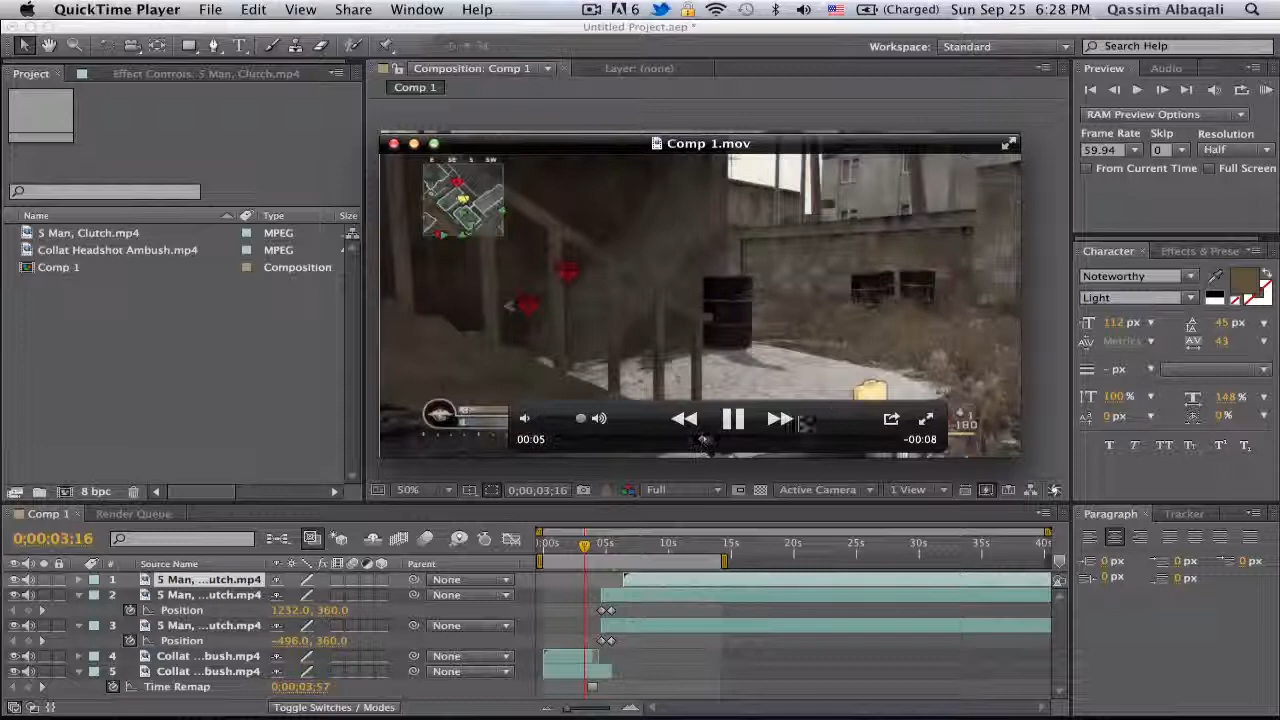 QuickTime Player File Edit View Share Window Help 6 (Charged) Sun Sep 25 6:28 PM Qassim Albaqali
Untitled Project.aep *
Workspace: Standard Search Help
Project Effect Controls: 5 Man, Clutch.mp4
Composition: Comp 1 Layer: (none)
Comp 1
Preview Audio
RAM Preview Options
Frame Rate Skip Resolution
59.94 0 Half
From Current Time Full Screen
Comp 1.mov
E SE S SW
Name Type Size
5 Man, Clutch.mp4 MPEG
Collat Headshot Ambush.mp4 MPEG
Comp 1 Composition
Character Effects & Prese
Noteworthy
Light
112 px 45 px
Metrics 43
- px
100 % 148 %
0 px 0 %
T T TT Tt T¹ T₁
1
180
00:05 -00:08
8 bpc
50% 0;00;03;16 Full Active Camera 1 View
Comp 1 Render Queue
0;00;03;16
):00s 05s 10s 15s 20s 25s 30s 35s 40s
# Source Name Parent
1 5 Man, ...utch.mp4 None
2 5 Man, ...utch.mp4 None
Position 1232.0, 360.0
3 5 Man, ...utch.mp4 None
Position -496.0, 360.0
4 Collat ...bush.mp4 None
5 Collat ...bush.mp4 None
Time Remap 0;00;03;57
Toggle Switches / Modes
Paragraph Tracker
0 px 0 px 0 px
0 px 0 px